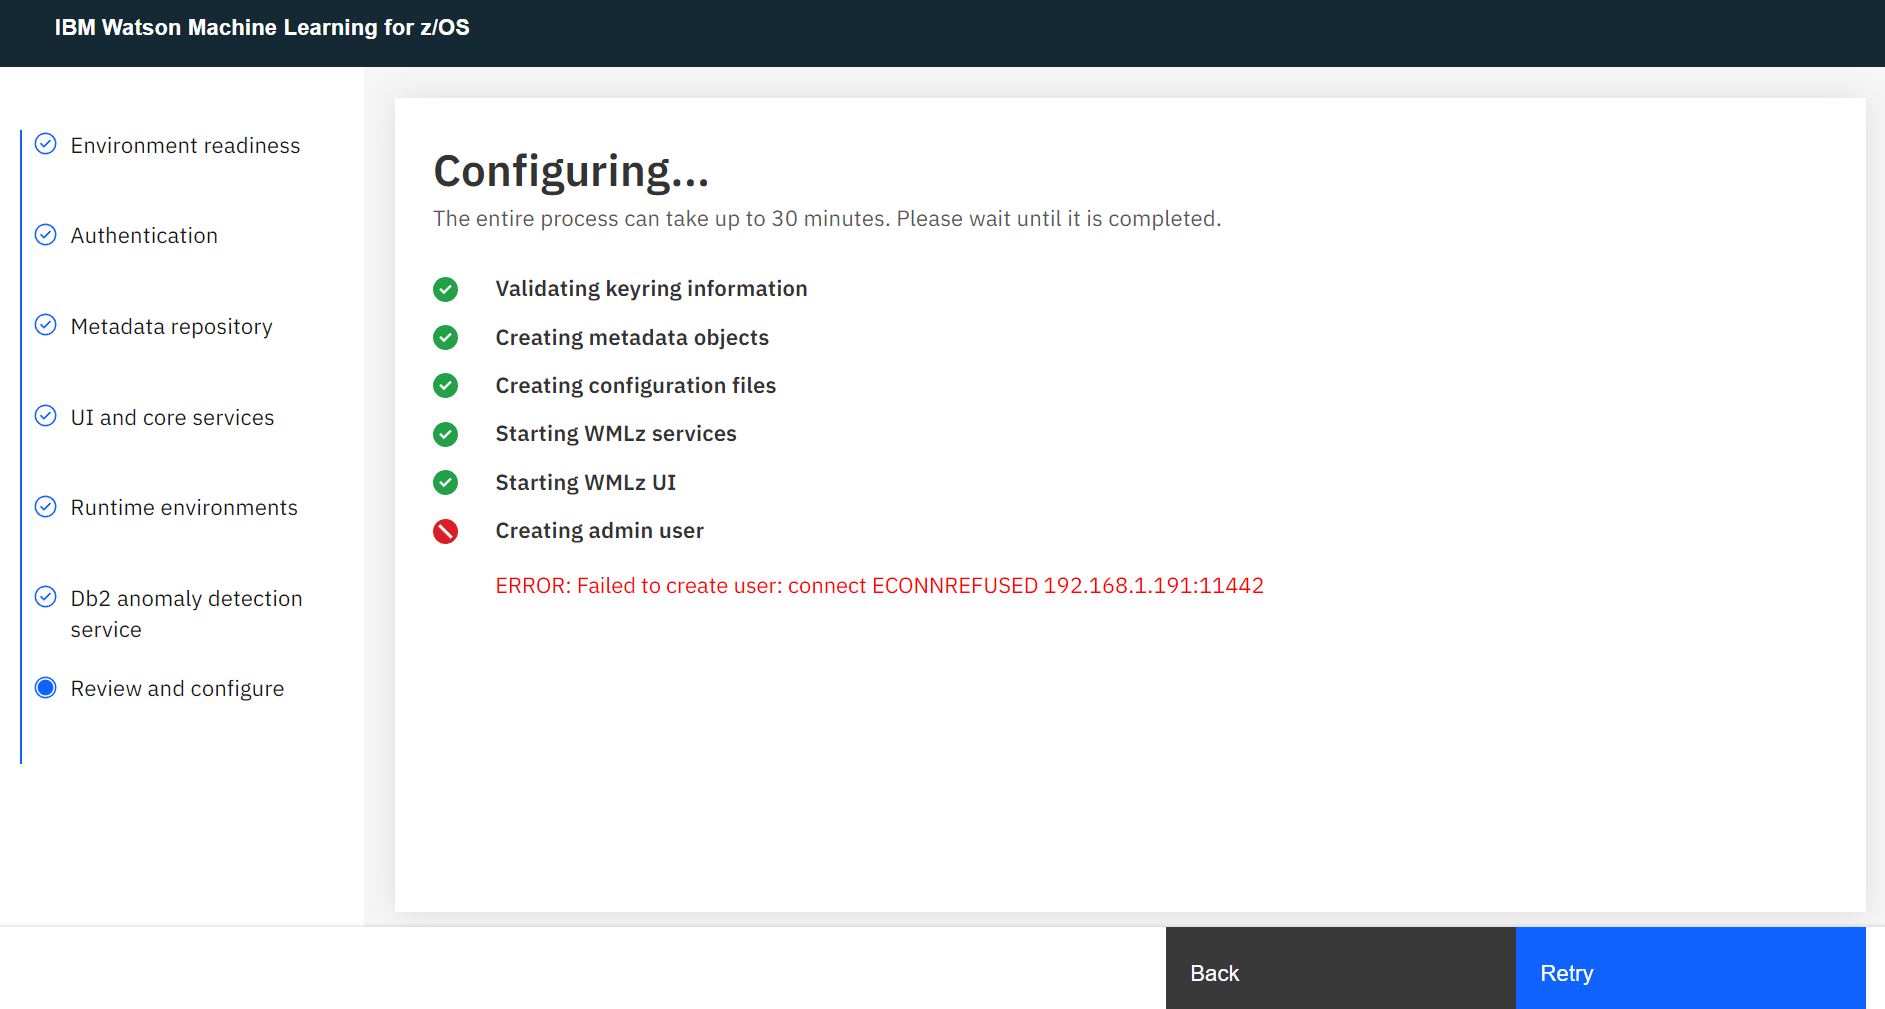 IBM Watson Machine Learning for z/OS
Environment readiness
Authentication
Metadata repository
UI and core services
Runtime environments
Db2 anomaly detection
service
Review and configure
Configuring...
The entire process can take up to 30 minutes. Please wait until it is completed.
Validating keyring information
Creating metadata objects
Creating configuration files
Starting WMLz services
Starting WMLz UI
Creating admin user
ERROR: Failed to create user: connect ECONNREFUSED 192.168.1.191:11442
Back
Retry